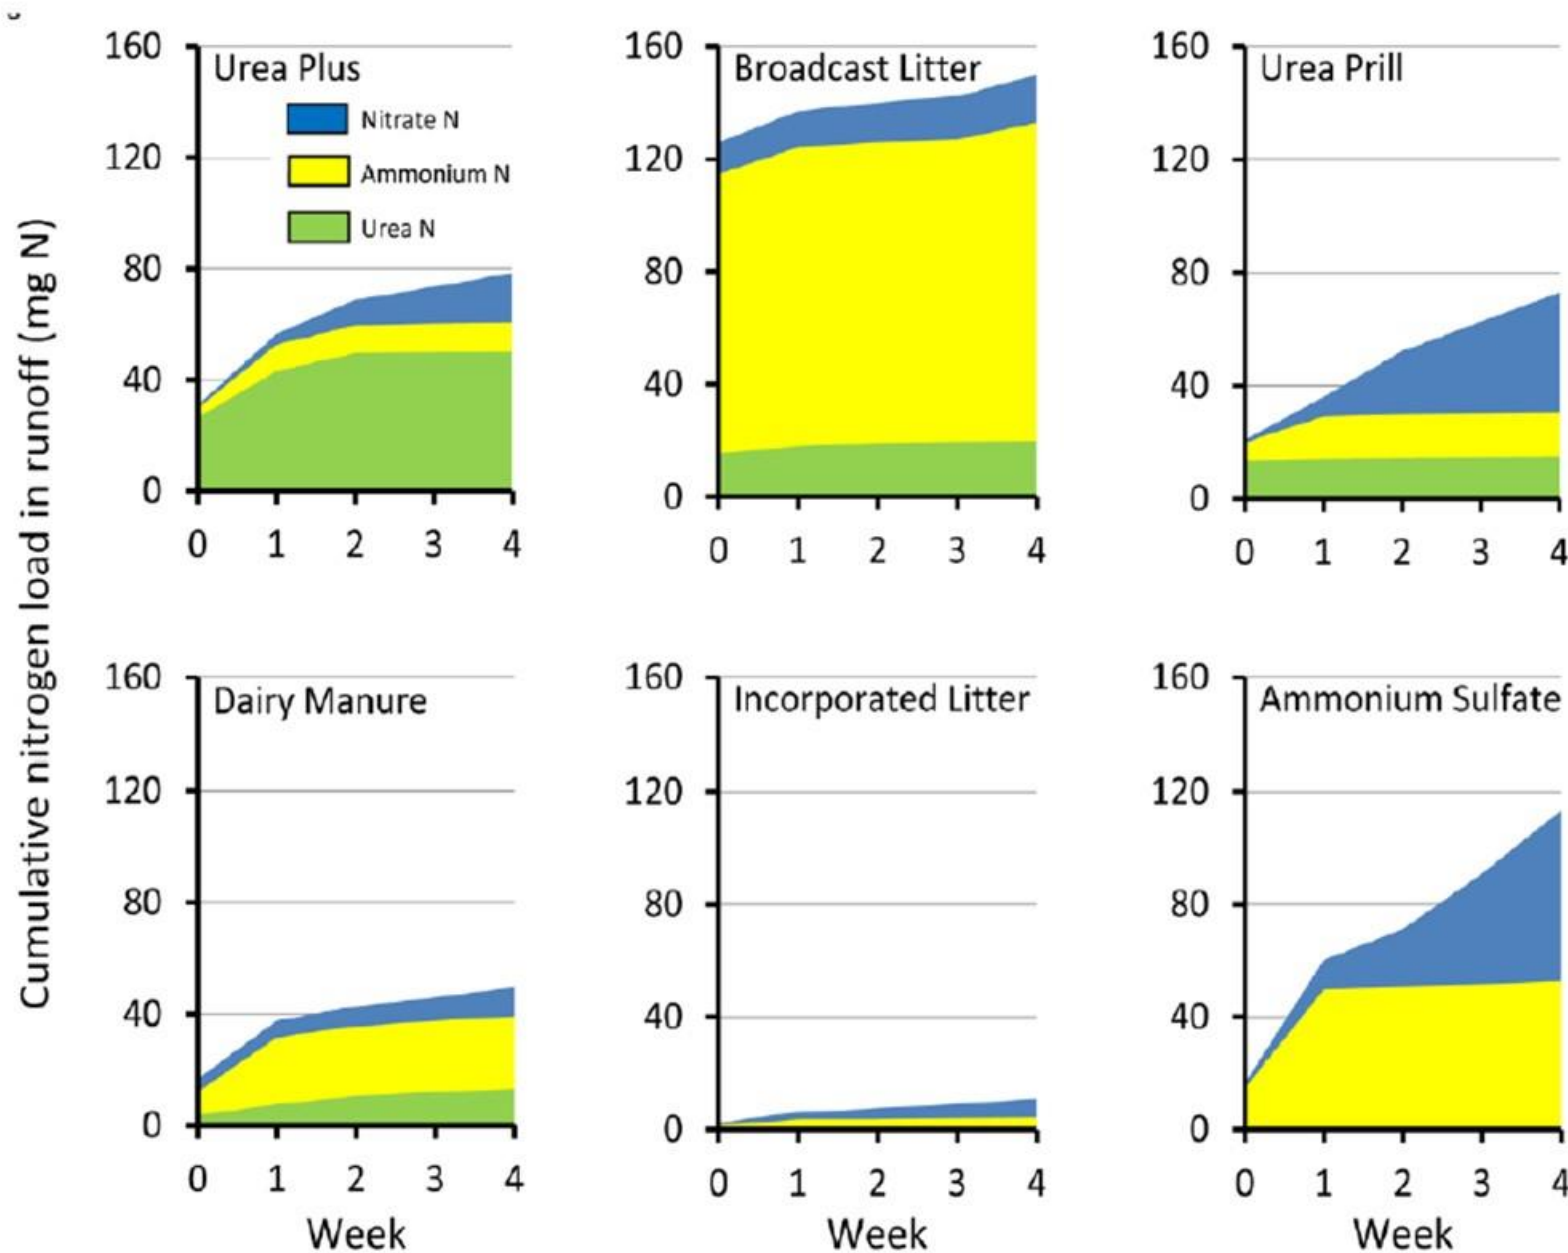 Cumulative nitrogen load in runoff (mg N)
Urea Plus
Nitrate N
Ammonium N
Urea N
160
120
80
40
0
0 1 2 3 4
Broadcast Litter
160
120
80
40
0
0 1 2 3 4
Urea Prill
160
120
80
40
0
0 1 2 3 4
Dairy Manure
160
120
80
40
0
0 1 2 3 4
Week
Incorporated Litter
160
120
80
40
0
0 1 2 3 4
Week
Ammonium Sulfate
160
120
80
40
0
0 1 2 3 4
Week